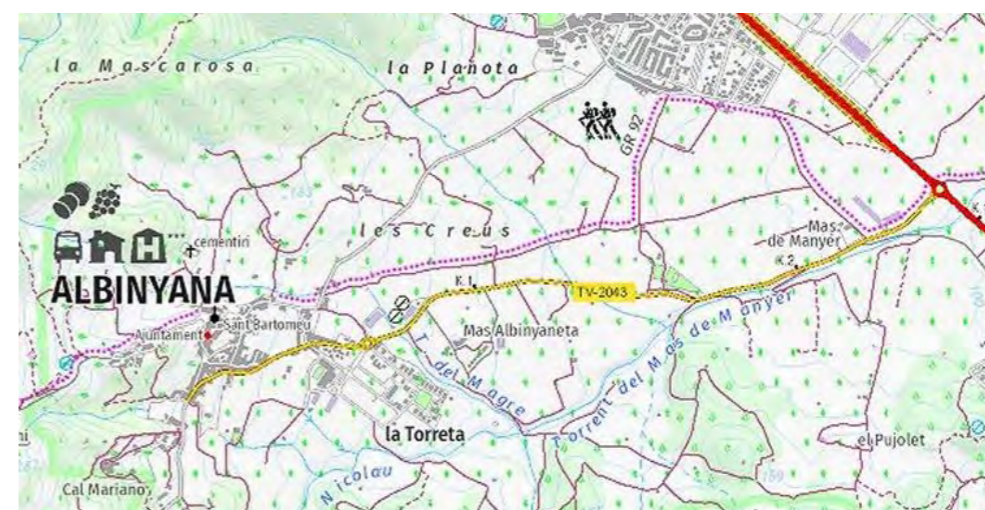 la Mascarosa
la Planota
GR 92
les Creus
cementiri
ALBINYANA
Sant Bartomeu
Ajuntament
K.1
TV-2043
K.2
Mas
de Manyer
Mas Albinyaneta
T. del Magre
Torrent del Mas de Manyer
la Torreta
Nicolau
el Pujolet
Cal Mariano